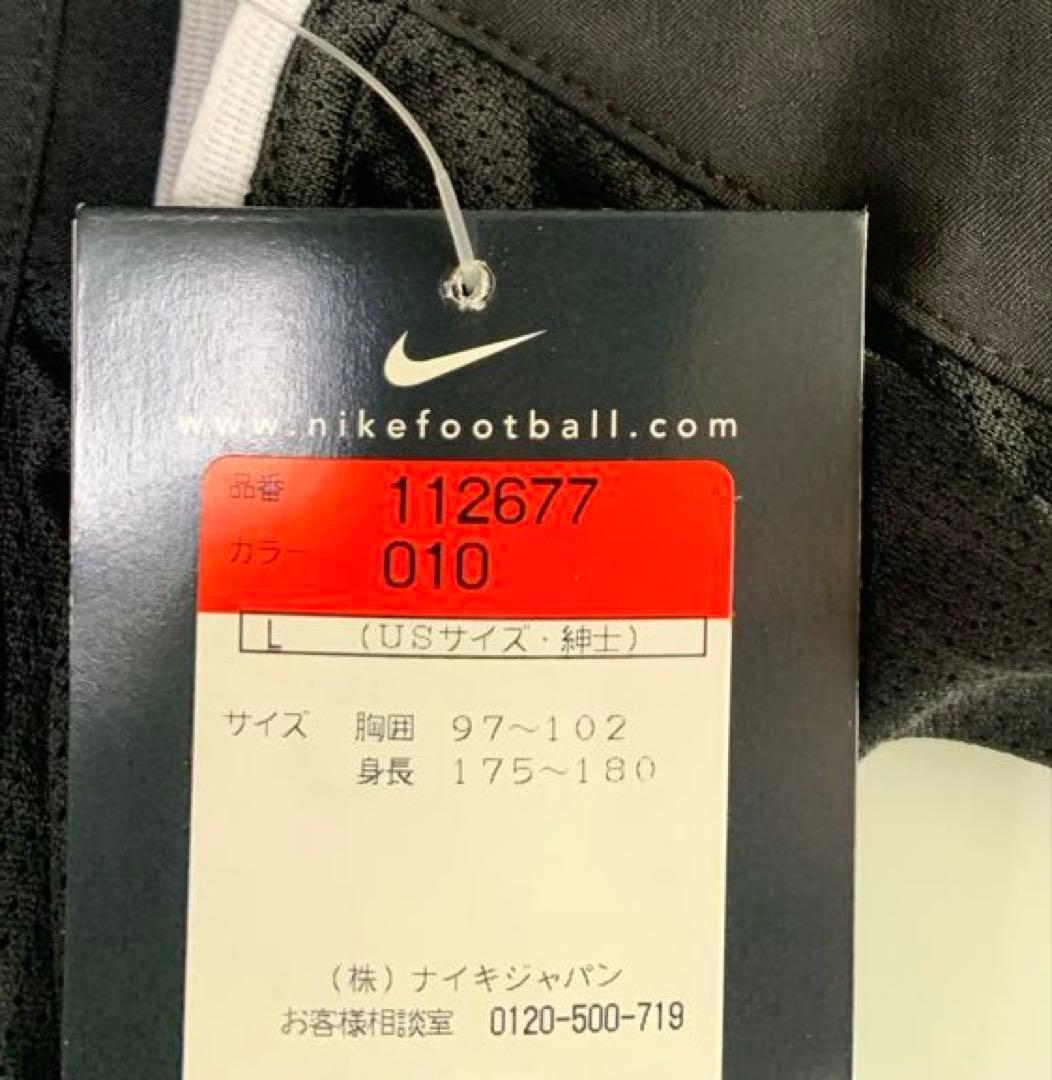 www.nikefootball.com
品番 112677
カラー 010
L (USサイズ・紳士)
サイズ 胸囲 97~102
身長 175~180
(株)ナイキジャパン
お客様相談室 0120-500-719